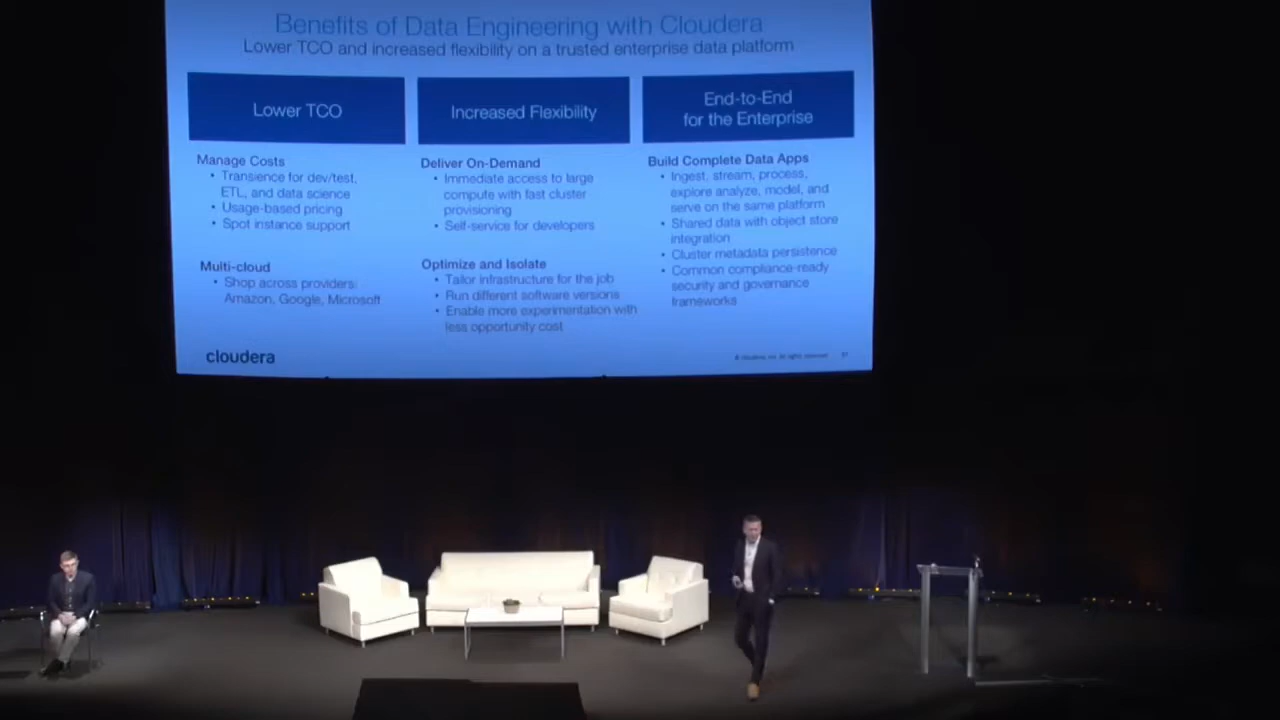 Benefits of Data Engineering with Cloudera
Lower TCO and increased flexibility on a trusted enterprise data platform
Lower TCO
Manage Costs
• Transience for dev/test,
ETL, and data science
• Usage-based pricing
• Spot instance support
Multi-cloud
• Shop across providers:
Amazon, Google, Microsoft
Increased Flexibility
Deliver On-Demand
• Immediate access to large
compute with fast cluster
provisioning
• Self-service for developers
Optimize and Isolate
• Tailor infrastructure for the job
• Run different software versions
• Enable more experimentation with
less opportunity cost
End-to-End
for the Enterprise
Build Complete Data Apps
• Ingest, stream, process,
explore analyze, model, and
serve on the same platform
• Shared data with object store
integration
• Cluster metadata persistence
• Common compliance-ready
security and governance
frameworks
cloudera
© cloudera, Inc. All rights reserved.